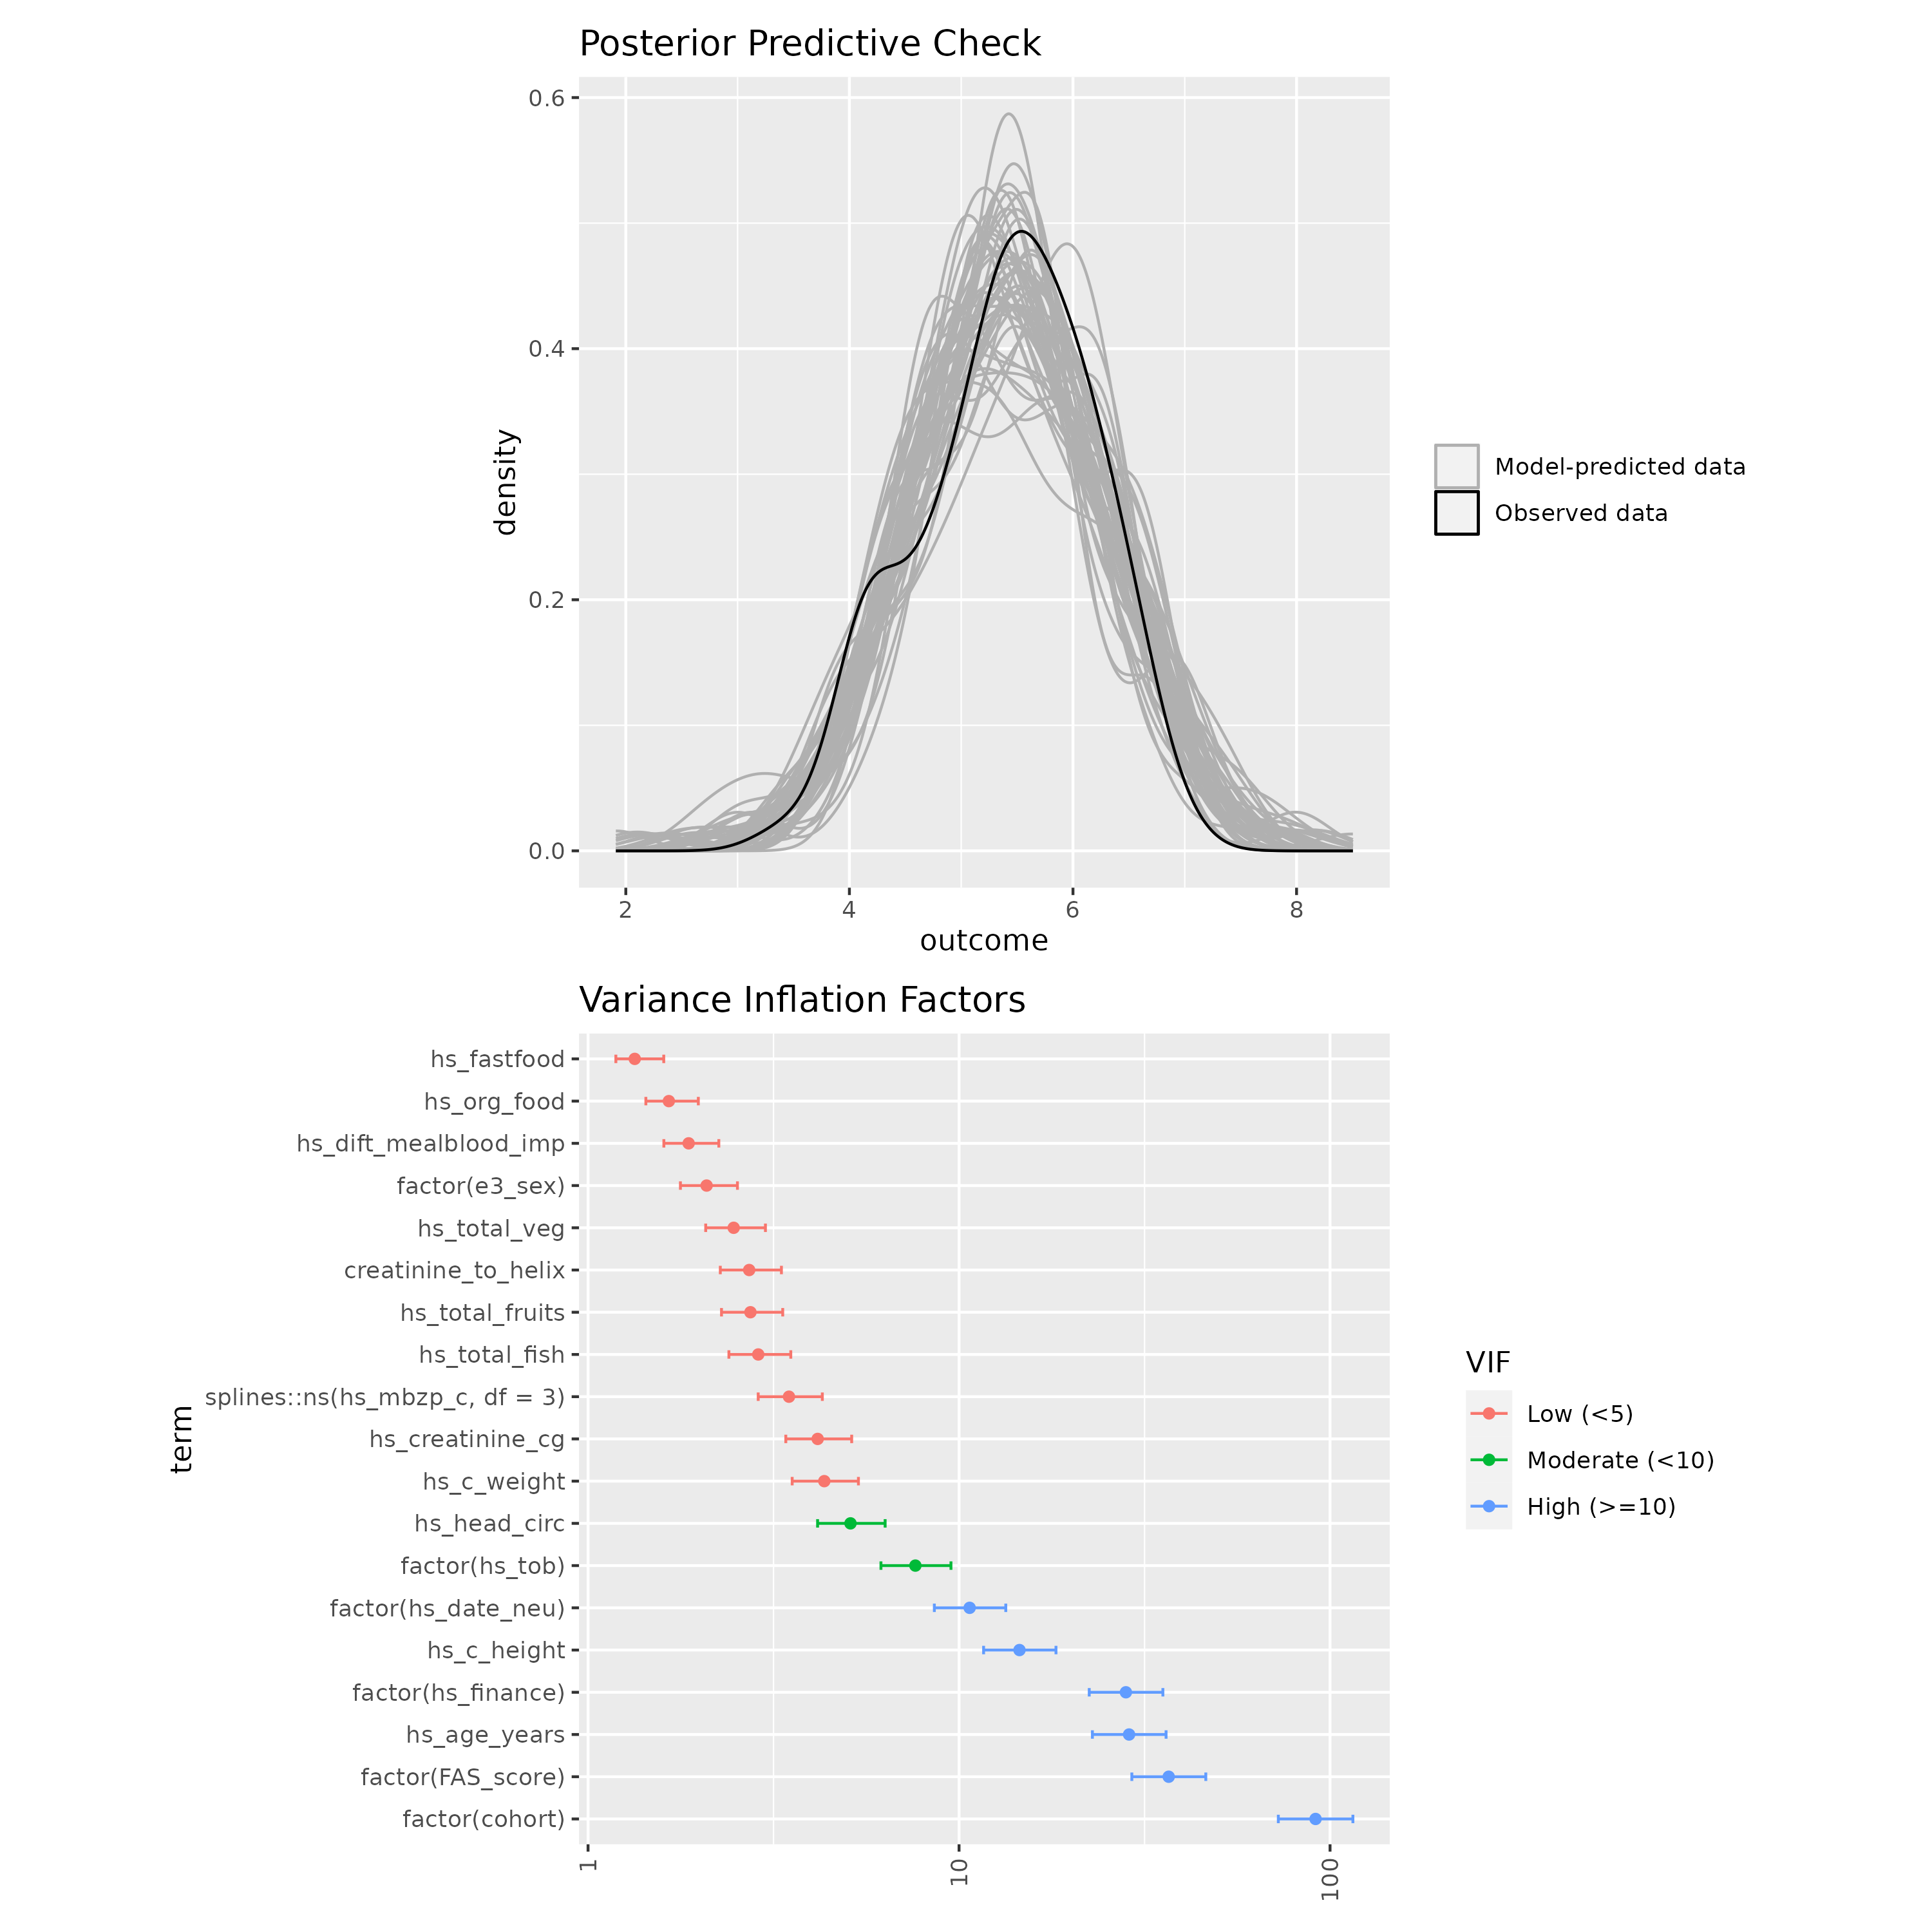 Posterior Predictive Check
0.6
0.4
0.2
0.0
density
2 4 6 8
outcome
Model-predicted data
Observed data
Variance Inflation Factors
term
hs_fastfood
hs_org_food
hs_dift_mealblood_imp
factor(e3_sex)
hs_total_veg
creatinine_to_helix
hs_total_fruits
hs_total_fish
splines::ns(hs_mbzp_c, df = 3)
hs_creatinine_cg
hs_c_weight
hs_head_circ
factor(hs_tob)
factor(hs_date_neu)
hs_c_height
factor(hs_finance)
hs_age_years
factor(FAS_score)
factor(cohort)
1 10 100
VIF
Low (<5)
Moderate (<10)
High (>=10)